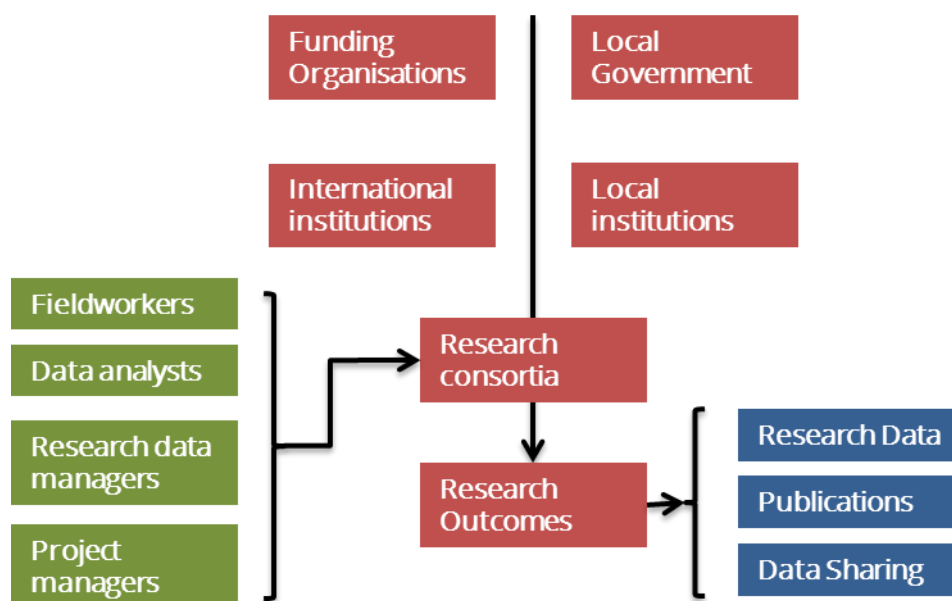 Funding
Organisations
Local
Government
International
institutions
Local
institutions
Fieldworkers
Data analysts
Research data
managers
Project
managers
Research
consortia
Research
Outcomes
Research Data
Publications
Data Sharing